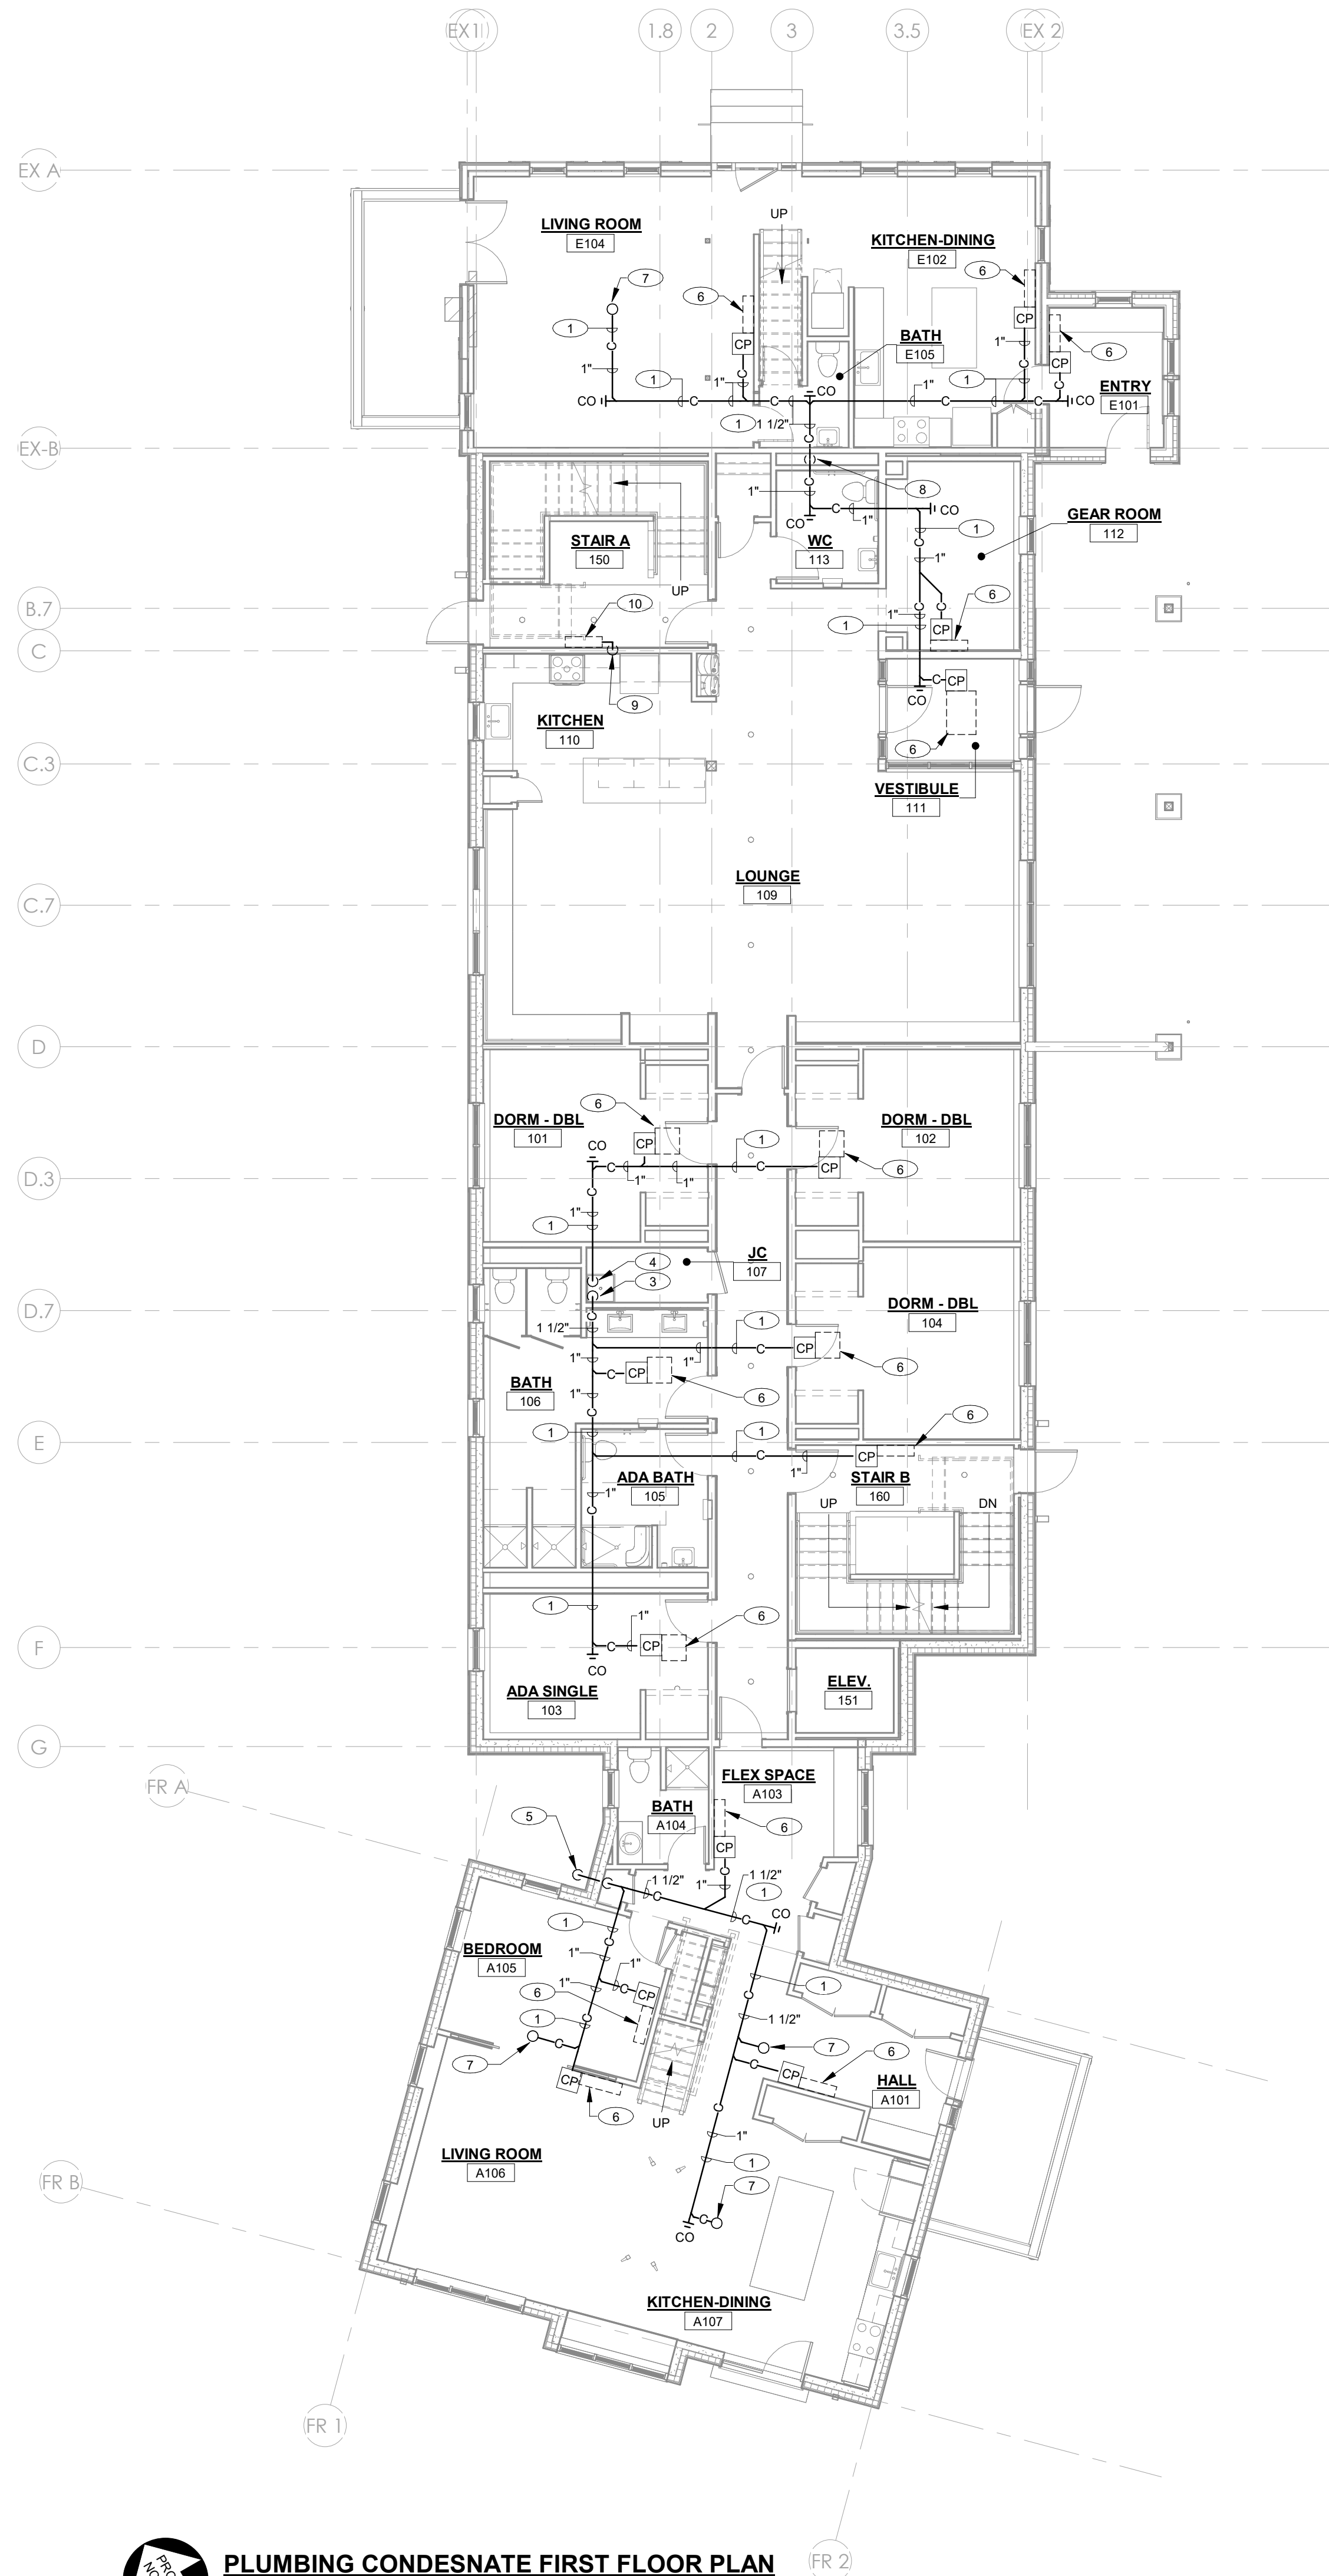 EX 1
1.8
2
3
3.5
EX 2
EX A
LIVING ROOM
E104
UP
KITCHEN-DINING
E102
6
7
6
1
C
CP
CP
BATH
E105
6
CP
1"
C
1"
1"
C
1
1"
1
ENTRY
E101
CO
C
C
CO
C
C
CO
1
1 1/2"
C
EX-B
8
C
1"
CO
C
1"
CO
GEAR ROOM
112
STAIR A
150
WC
113
1
C
1"
UP
B.7
10
6
C
C
1"
1
CP
C
9
C
CP
CO
KITCHEN
110
6
C.3
VESTIBULE
111
LOUNGE
109
C.7
D
DORM - DBL
101
6
DORM - DBL
102
CO
CP
1
C
C
CP
6
D.3
1"
1"
C
1"
1
JC
107
4
3
D.7
DORM - DBL
104
C
1 1/2"
1
C
CP
1"
6
1"
C
CP
BATH
106
6
1"
C
6
1
1
E
C
CP
1"
ADA BATH
105
STAIR B
160
1"
C
UP
DN
1
1"
6
C
CP
F
CO
ADA SINGLE
103
ELEV.
151
G
FR A
FLEX SPACE
A103
BATH
A104
6
5
CP
C
1 1/2"
1"
1 1/2"
1
C
C
C
CO
1
BEDROOM
A105
C
1"
1"
1"
CP
1
6
C
C
1 1/2"
1
7
C
7
6
C
CP
CP
HALL
A101
6
UP
C
1"
LIVING ROOM
A106
1
FR B
7
C
CO
KITCHEN-DINING
A107
FR 1
FR 2
PLUMBING CONDESNATE FIRST FLOOR PLAN